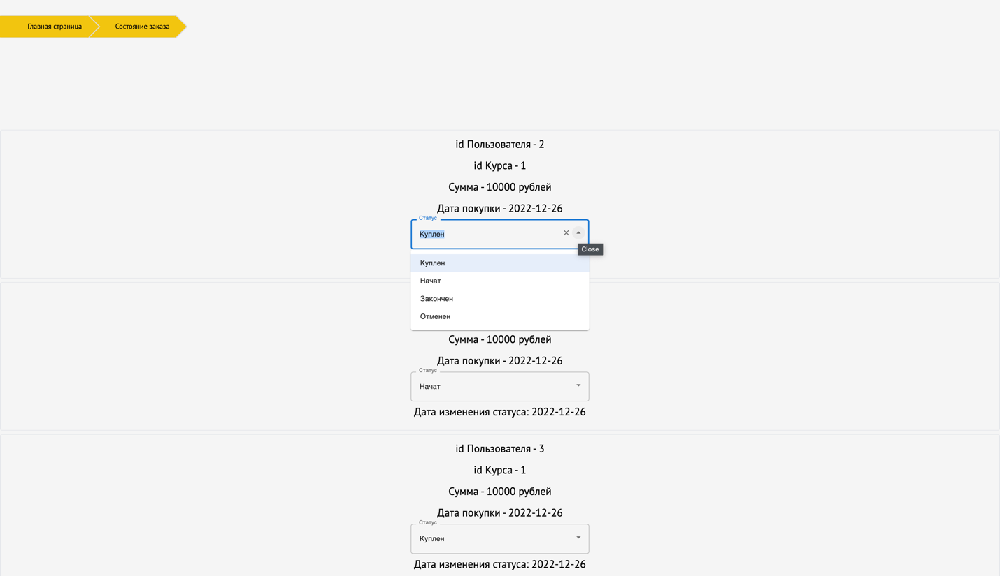 Главная страница
Состояние заказа
id Пользователя - 2
id Курса - 1
Сумма - 10000 рублей
Дата покупки - 2022-12-26
Статус
Куплен
Close
Куплен
Начат
Закончен
Отменен
Сумма - 10000 рублей
Дата покупки - 2022-12-26
Статус
Начат
Дата изменения статуса: 2022-12-26
id Пользователя - 3
id Курса - 1
Сумма - 10000 рублей
Дата покупки - 2022-12-26
Статус
Куплен
Дата изменения статуса: 2022-12-26